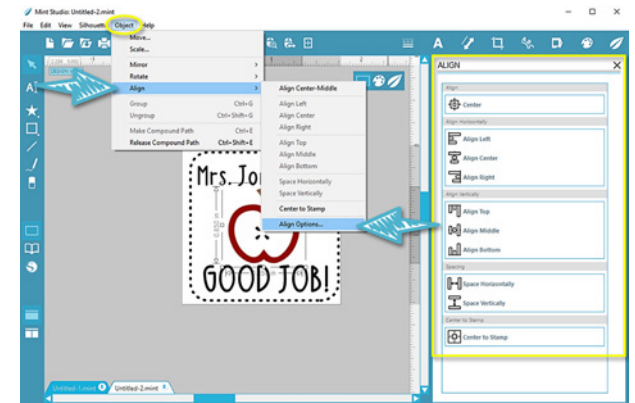 Mint Studio: Untitled-2.mint
File Edit View Silhouette Object Help
Move...
Scale...
Mirror
Rotate
Align
Group Ctrl+G
Ungroup Ctrl+Shift+G
Make Compound Path Ctrl+E
Release Compound Path Ctrl+Shift+E
Align Center-Middle
Align Left
Align Center
Align Right
Align Top
Align Middle
Align Bottom
Space Horizontally
Space Vertically
Center to Stamp
Align Options...
Mrs. Jo
GOOD JOB!
Untitled-1.mint
Untitled-2.mint
ALIGN
Align
Center
Align Horizontally
Align Left
Align Center
Align Right
Align Vertically
Align Top
Align Middle
Align Bottom
Spacing
Space Horizontally
Space Vertically
Center to Stamp
Center to Stamp